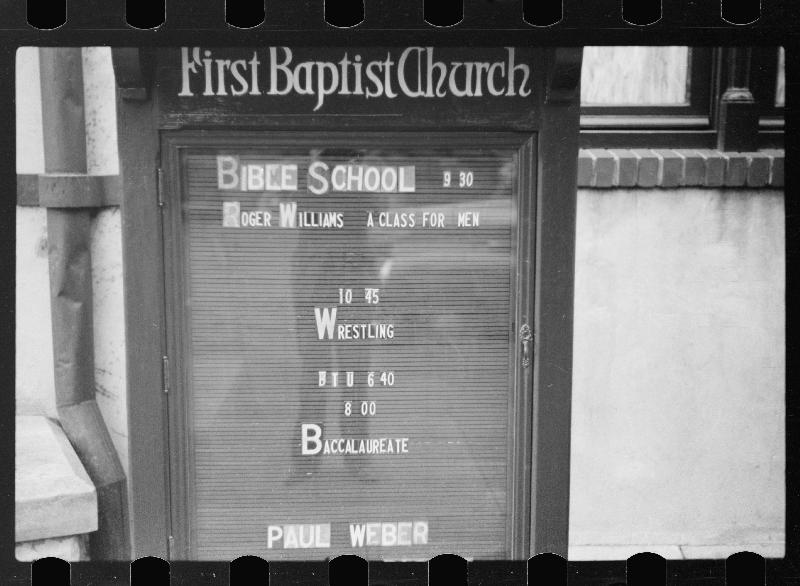 First Baptist Church
BIBLE SCHOOL 9 30
ROGER WILLIAMS A CLASS FOR MEN
10 45
WRESTLING
B T U 6 40
8 00
BACCALAUREATE
PAUL WEBER